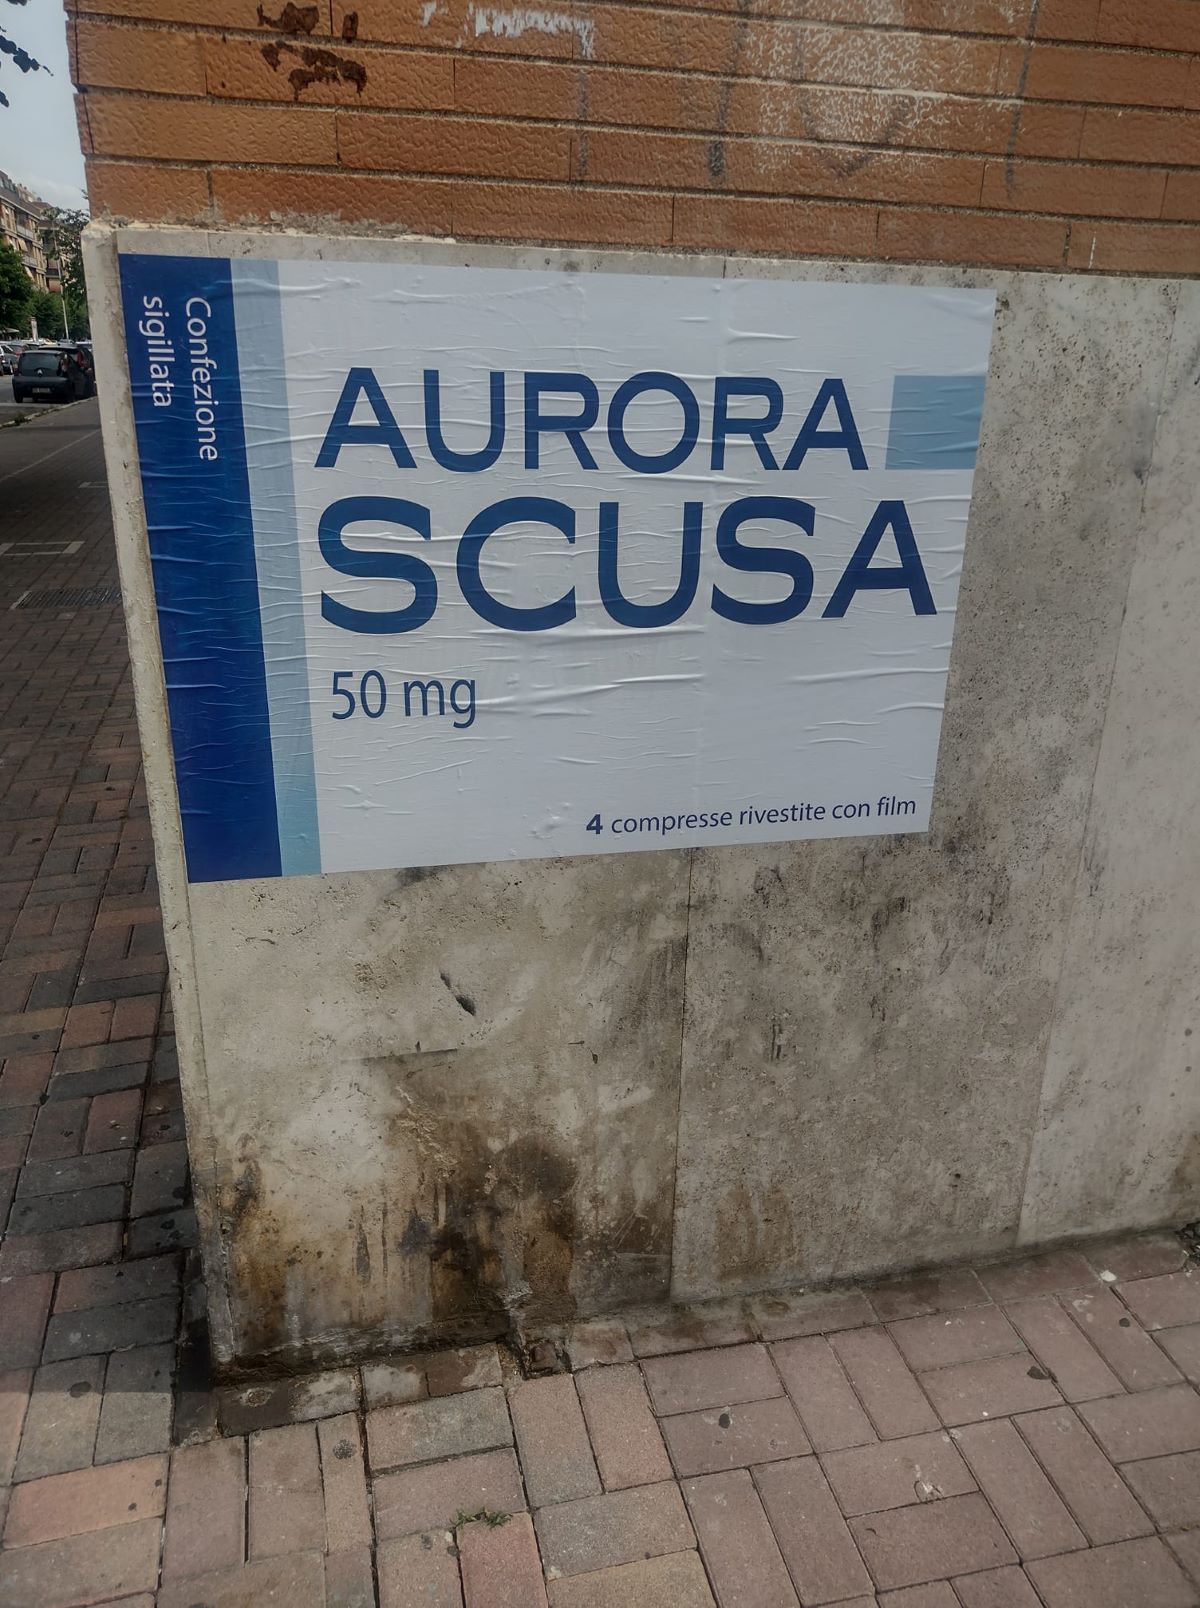 Confezione
sigillata
AURORA
SCUSA
50 mg
4 compresse rivestite con film